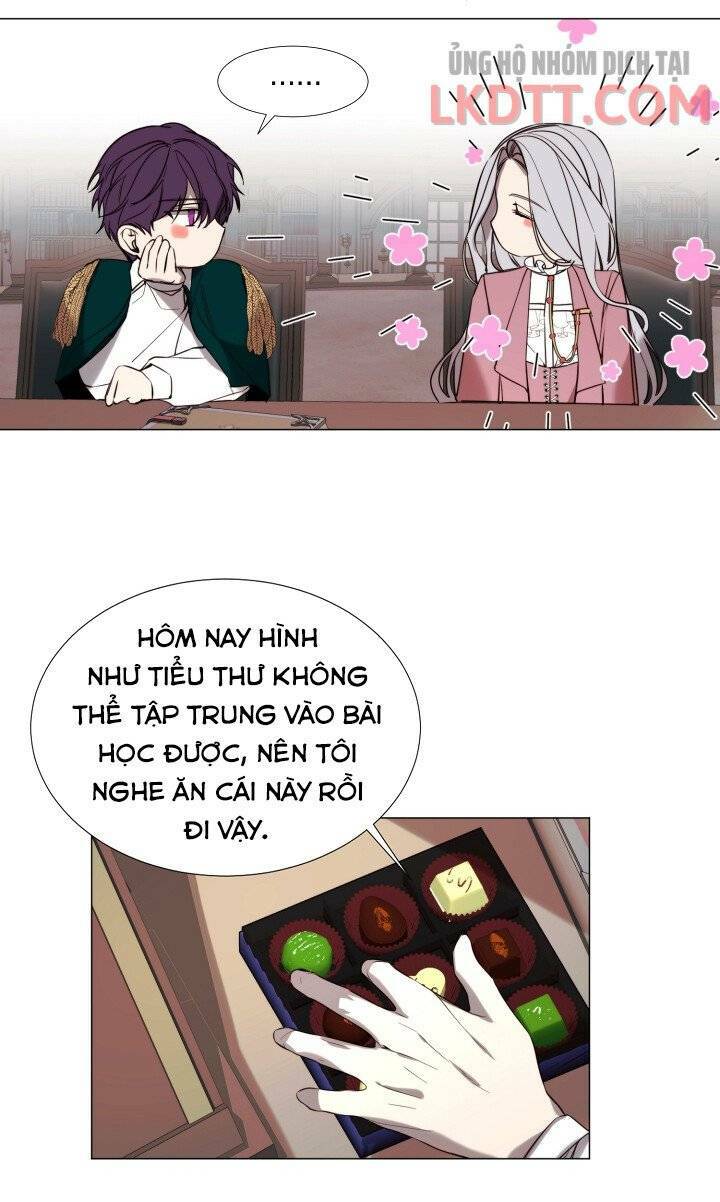 ......
ỦNG HỘ NHÓM DỊCH TẠI
LKDTT.COM
HÔM NAY HÌNH
NHƯ TIỂU THƯ KHÔNG
THỂ TẬP TRUNG VÀO BÀI
HỌC ĐƯỢC, NÊN TÔI
NGHE ĂN CÁI NÀY RỒI
ĐI VẬY.